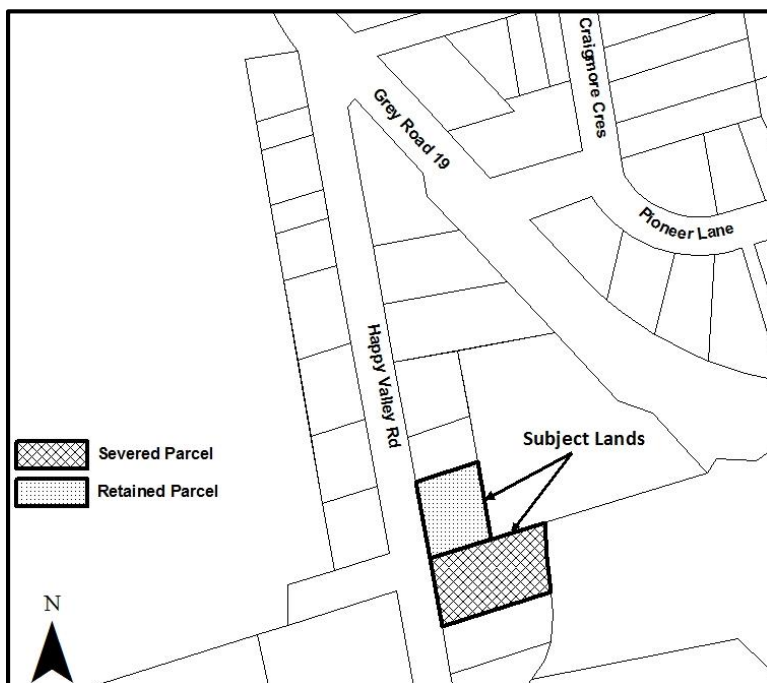 Craigmore Cres
Grey Road 19
Pioneer Lane
Happy Valley Rd
Subject Lands
Severed Parcel
Retained Parcel
N